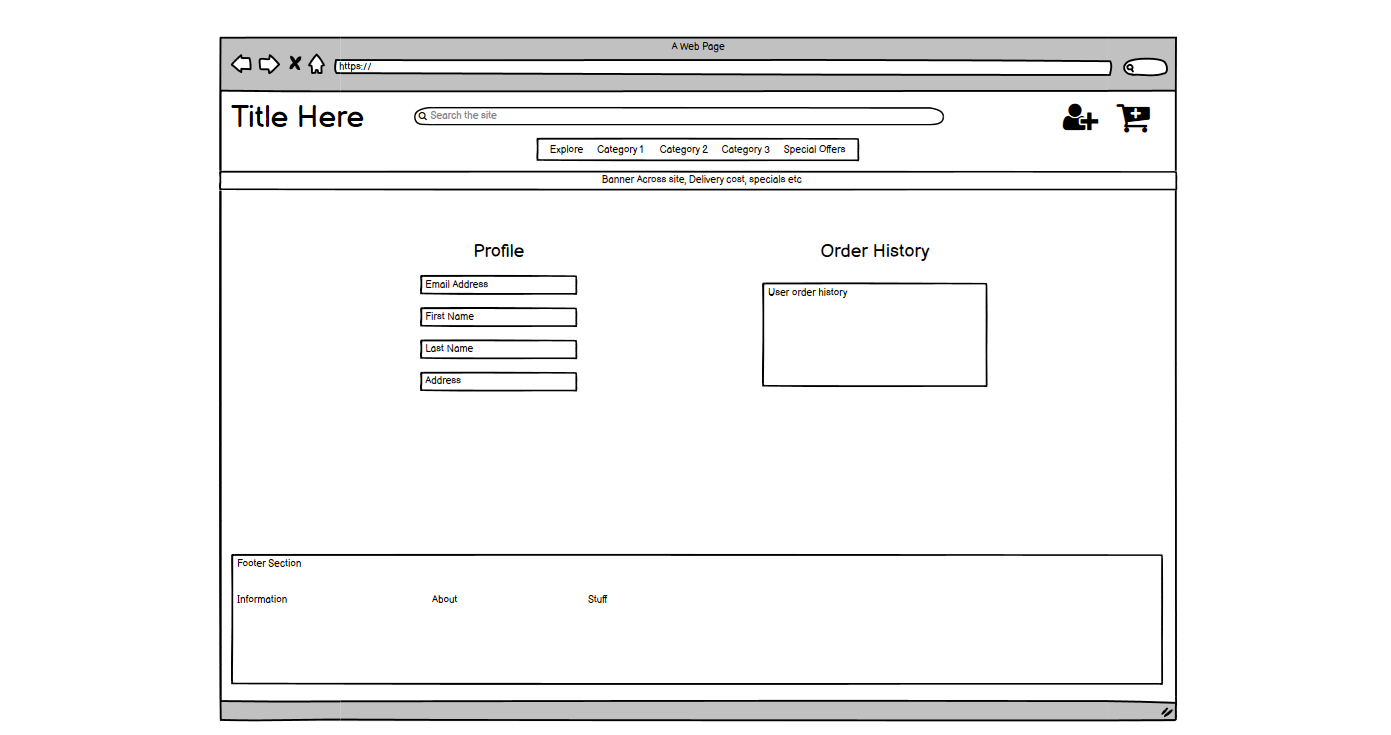 A Web Page
https://
Title Here
Search the site
Explore Category 1 Category 2 Category 3 Special Offers
Banner Across site, Delivery cost, specials etc
Profile
Email Address
First Name
Last Name
Address
Order History
User order history
Footer Section
Information About Stuff